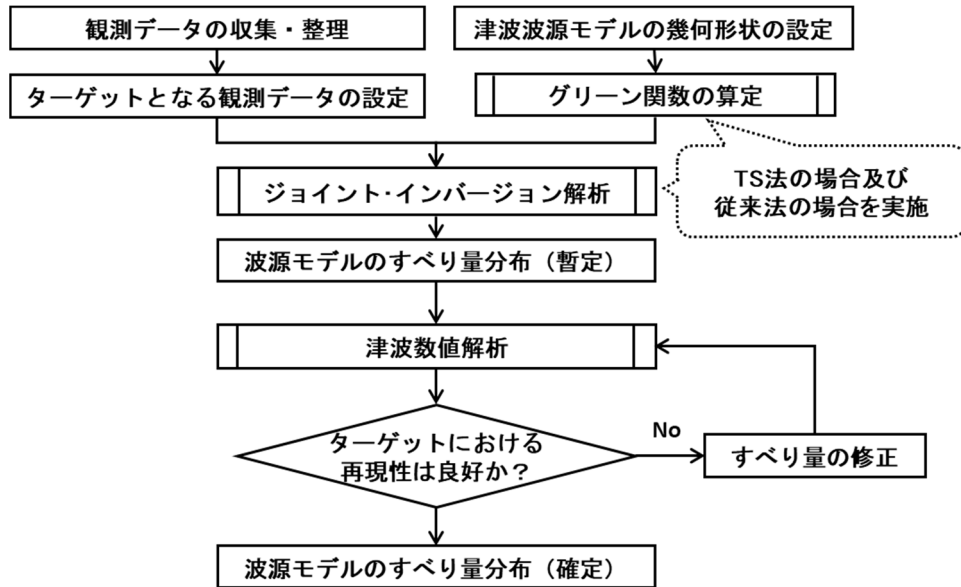 観測データの収集・整理
津波波源モデルの幾何形状の設定
ターゲットとなる観測データの設定
グリーン関数の算定
TS法の場合及び
従来法の場合を実施
ジョイント・インバージョン解析
波源モデルのすべり量分布（暫定）
津波数値解析
ターゲットにおける
再現性は良好か？
No
すべり量の修正
波源モデルのすべり量分布（確定）